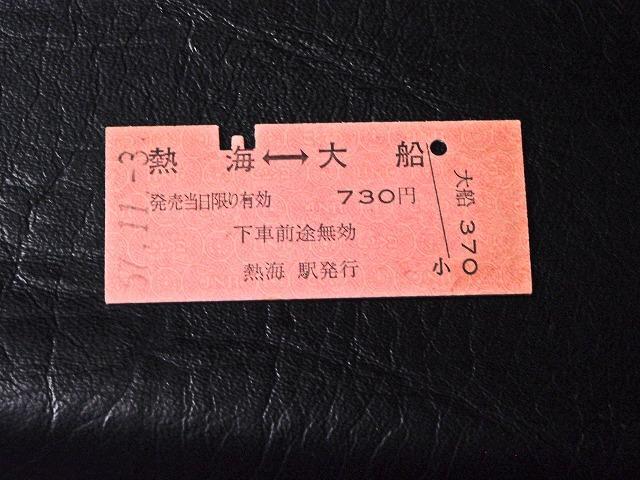 57.11.-3
熱海↔大船
発売当日限り有効 730円
下車前途無効
熱海駅発行
大船 370
小